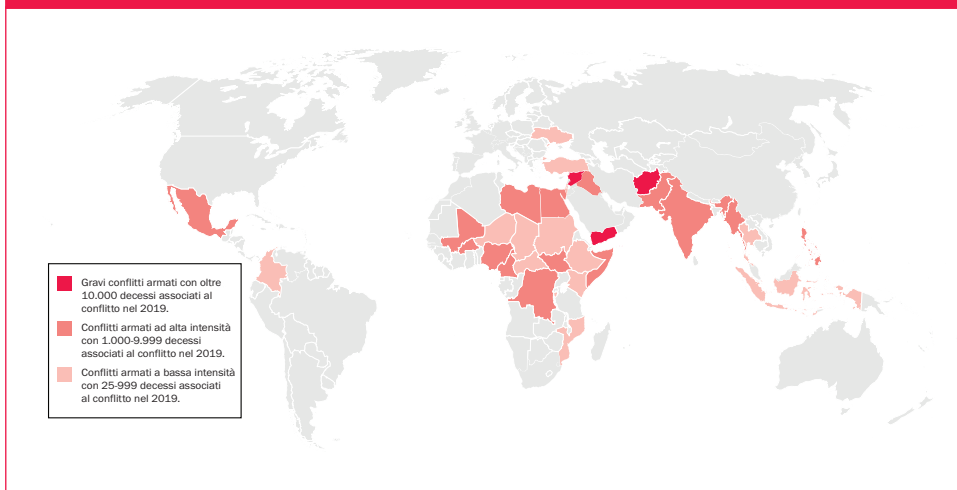 Gravi conflitti armati con oltre
10.000 decessi associati al
conflitto nel 2019.
Conflitti armati ad alta intensità
con 1.000-9.999 decessi
associati al conflitto nel 2019.
Conflitti armati a bassa intensità
con 25-999 decessi associati
al conflitto nel 2019.